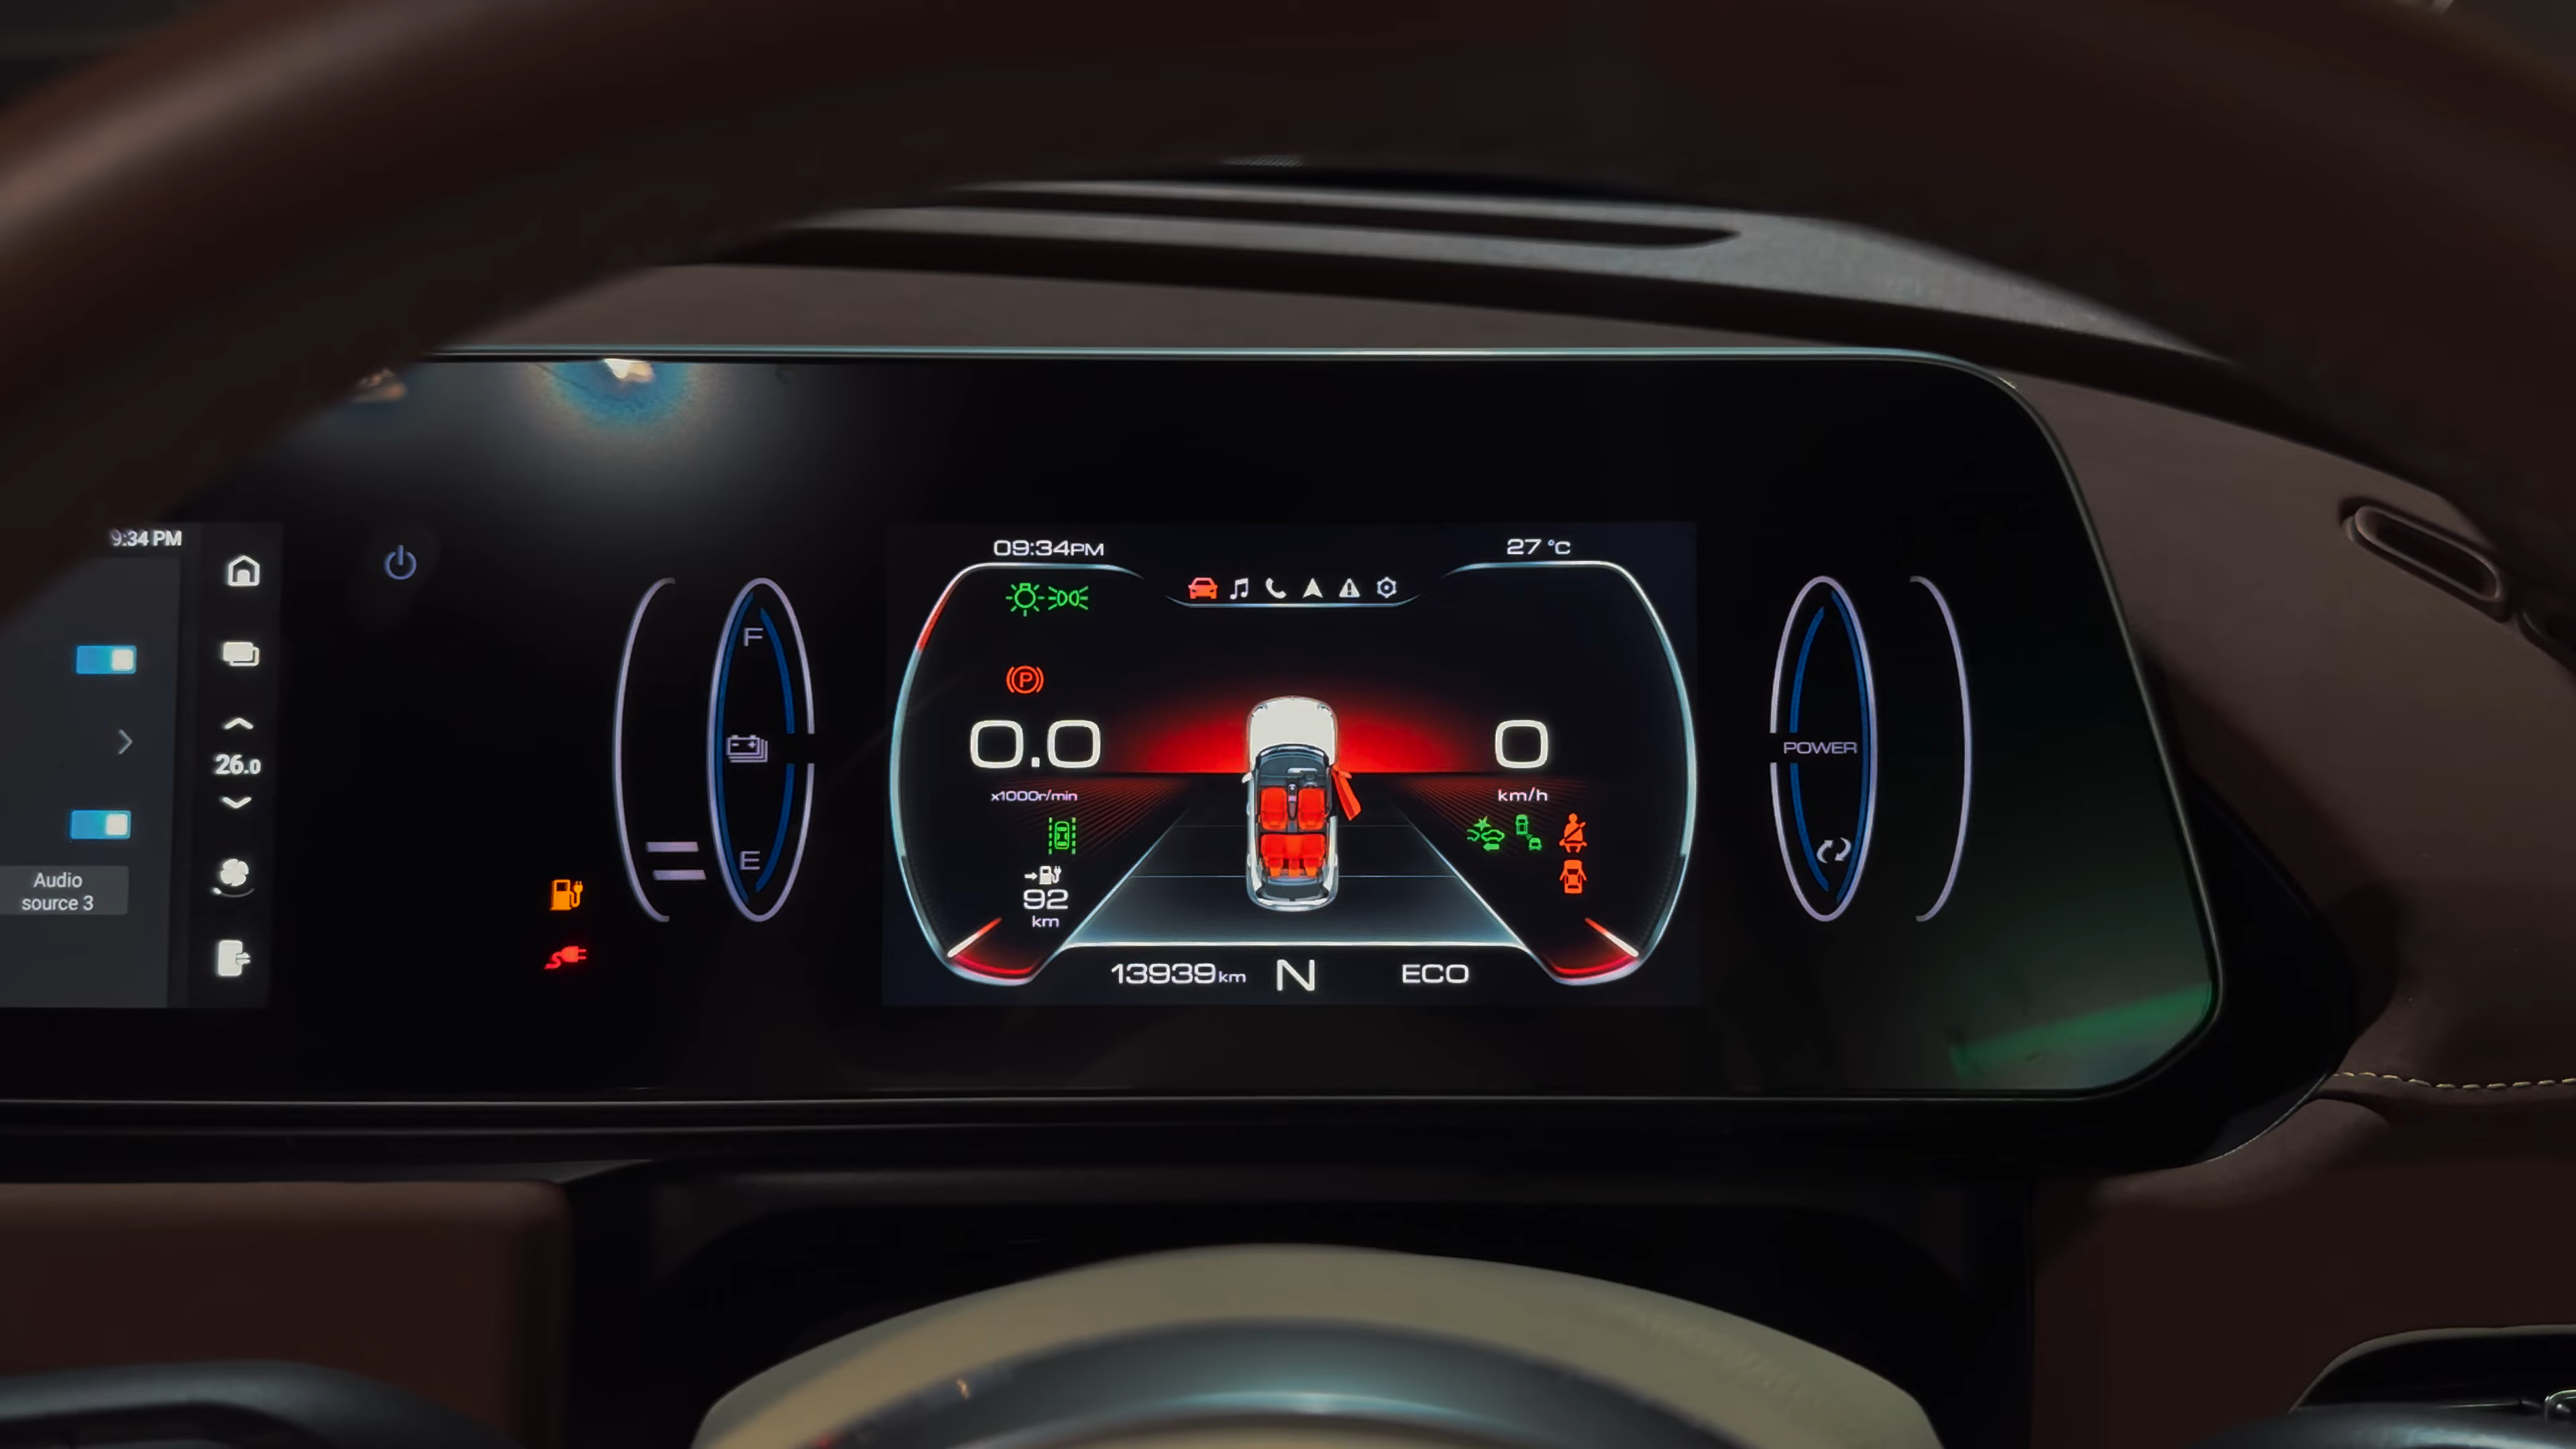 9:34 PM
26.0
Audio
source 3
F
E
09:34PM
27 °C
P
0.0
x1000r/min
0
km/h
92
km
13939km
N
ECO
POWER